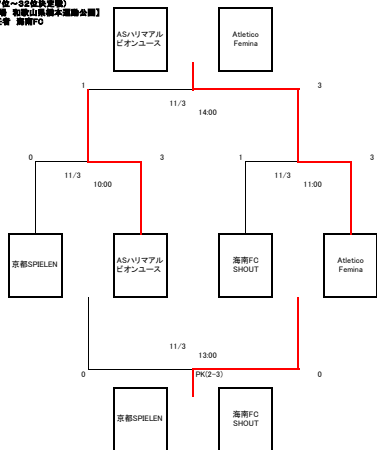 位～32位決定戦）
場　和歌山県橋本運動公園】
任者　海南FC
ASハリマアル
ビオンユース
Atletico
Femina
1
3
11/3
14:00
0
3
1
3
11/3
10:00
11/3
11:00
京都SPIELEN
ASハリマアル
ビオンユース
海南FC
SHOUT
Atletico
Femina
11/3
13:00
0
PK(2-3)
0
京都SPIELEN
海南FC
SHOUT